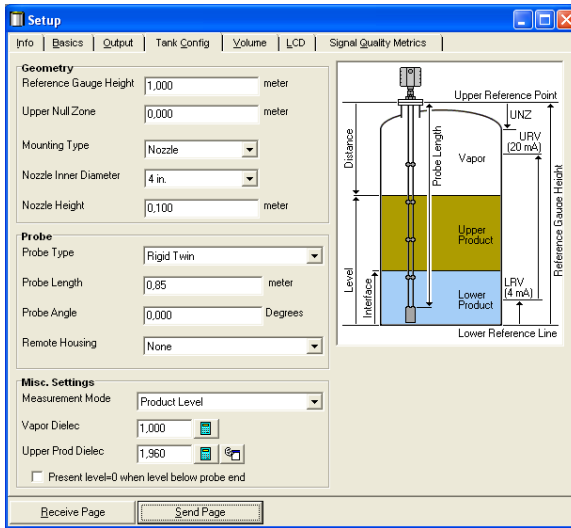 Setup
Info
Basics
Output
Tank Config
Volume
LCD
Signal Quality Metrics
Geometry
Reference Gauge Height 1,000 meter
Upper Null Zone 0,000 meter
Mounting Type Nozzle
Nozzle Inner Diameter 4 in.
Nozzle Height 0,100 meter
Probe
Probe Type Rigid Twin
Probe Length 0,85 meter
Probe Angle 0,000 Degrees
Remote Housing None
Misc. Settings
Measurement Mode Product Level
Vapor Dielec 1,000
Upper Prod Dielec 1,960
Present level=0 when level below probe end
Receive Page
Send Page
Upper Reference Point
UNZ
URV
(20 mA)
Distance
Probe Length
Vapor
Reference Gauge Height
Upper
Product
Level
Interface
LRV
(4 mA)
Lower
Product
Lower Reference Line